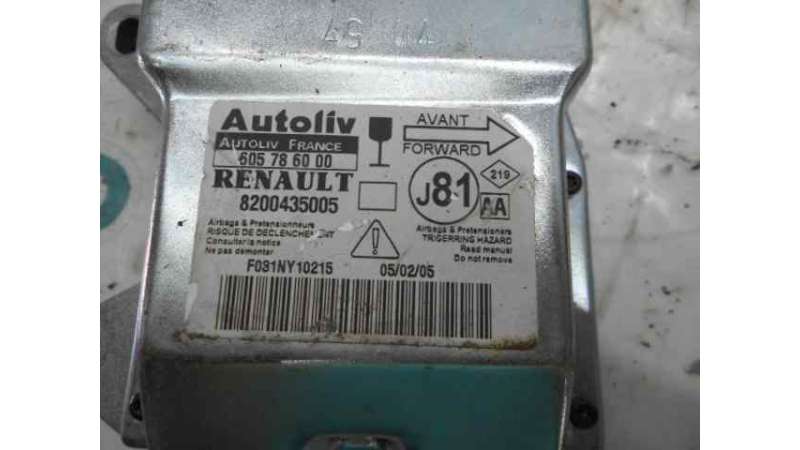 Autoliv
AUTOLIV FRANCE
605 78 60 00
RENAULT
8200435005
AVANT
FORWARD
J81
219
AA
Airbags & Pretensionneurs
RISQUE DE DECLENCHEMENT
Consulter la notice
Ne pas demonter
Airbags & Pretensioners
TRIGERRING HAZARD
Read manual
Do not remove
F031NY10215
05/02/05